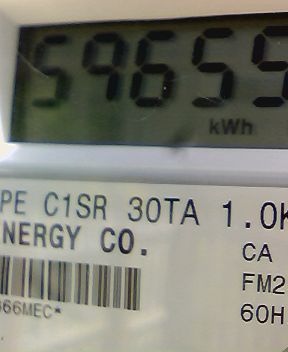 59655
kWh
PE C1SR 30TA 1.0K
NERGY CO.
CA
FM2
66MEC*
60H